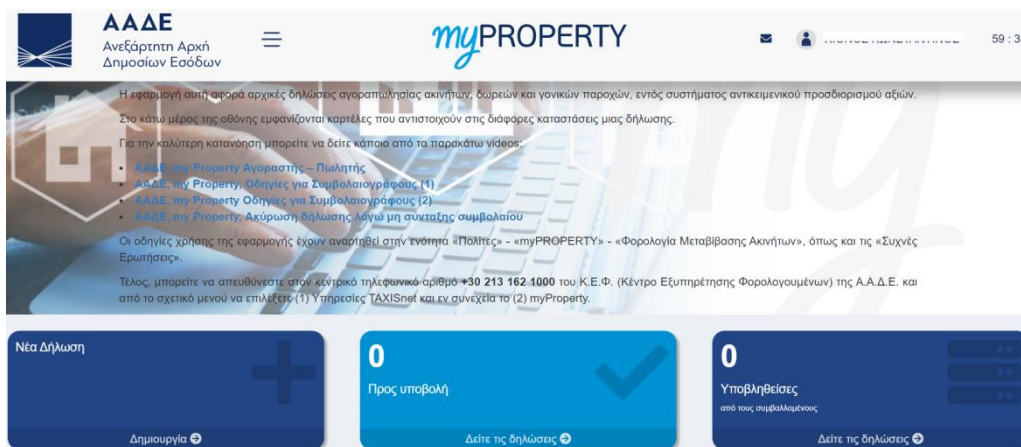 ΑΑΔΕ
Ανεξάρτητη Αρχή
Δημοσίων Εσόδων
myPROPERTY
59 : 3
Η εφαρμογή αυτή αφορά αρχικές δηλώσεις αγοραπωλησίας ακινήτων, δωρεών και γονικών παροχών, εντός συστήματος αντικειμενικού προσδιορισμού αξιών.
Στο κάτω μέρος της οθόνης εμφανίζονται καρτέλες που αντιστοιχούν στις διάφορες καταστάσεις μιας δήλωσης.
Για την καλύτερη κατανόηση μπορείτε να δείτε κάποιο από τα παρακάτω videos:
• ΑΑΔΕ, my Property Αγοραστής – Πωλητής
• ΑΑΔΕ, my Property, Οδηγίες για Συμβολαιογράφους (1)
• ΑΑΔΕ, my Property Οδηγίες για Συμβολαιογράφους (2)
• ΑΑΔΕ, my Property, Ακύρωση δήλωσης λόγω μη σύνταξης συμβολαίου
Οι οδηγίες χρήσης της εφαρμογής έχουν αναρτηθεί στην ενότητα «Πολίτες» - «myPROPERTY» - «Φορολογία Μεταβίβασης Ακινήτων», όπως και τις «Συχνές
Ερωτήσεις».
Τέλος, μπορείτε να απευθύνεστε στον κεντρικό τηλεφωνικό αριθμό +30 213 162 1000 του Κ.Ε.Φ. (Κέντρο Εξυπηρέτησης Φορολογουμένων) της Α.Α.Δ.Ε. και
από το σχετικό μενού να επιλέξετε (1) Υπηρεσίες TAXISnet και εν συνεχεία το (2) myProperty.
my
Νέα Δήλωση
Δημιουργία
0
Προς υποβολή
Δείτε τις δηλώσεις
0
Υποβληθείσες
από τους συμβαλλομένους
Δείτε τις δηλώσεις